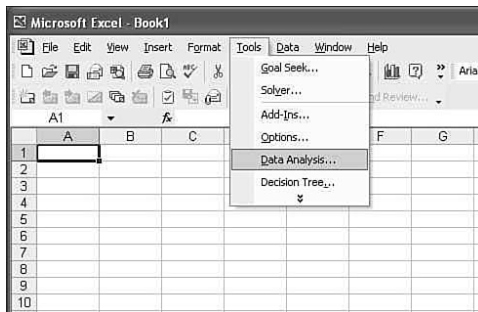 Microsoft Excel - Book1
File Edit View Insert Format Tools Data Window Help
Goal Seek...
Solver...
Add-Ins...
Options...
Data Analysis...
Decision Tree...
Aria
nd Review...
A1 fx
A B C F G
1
2
3
4
5
6
7
8
9
10